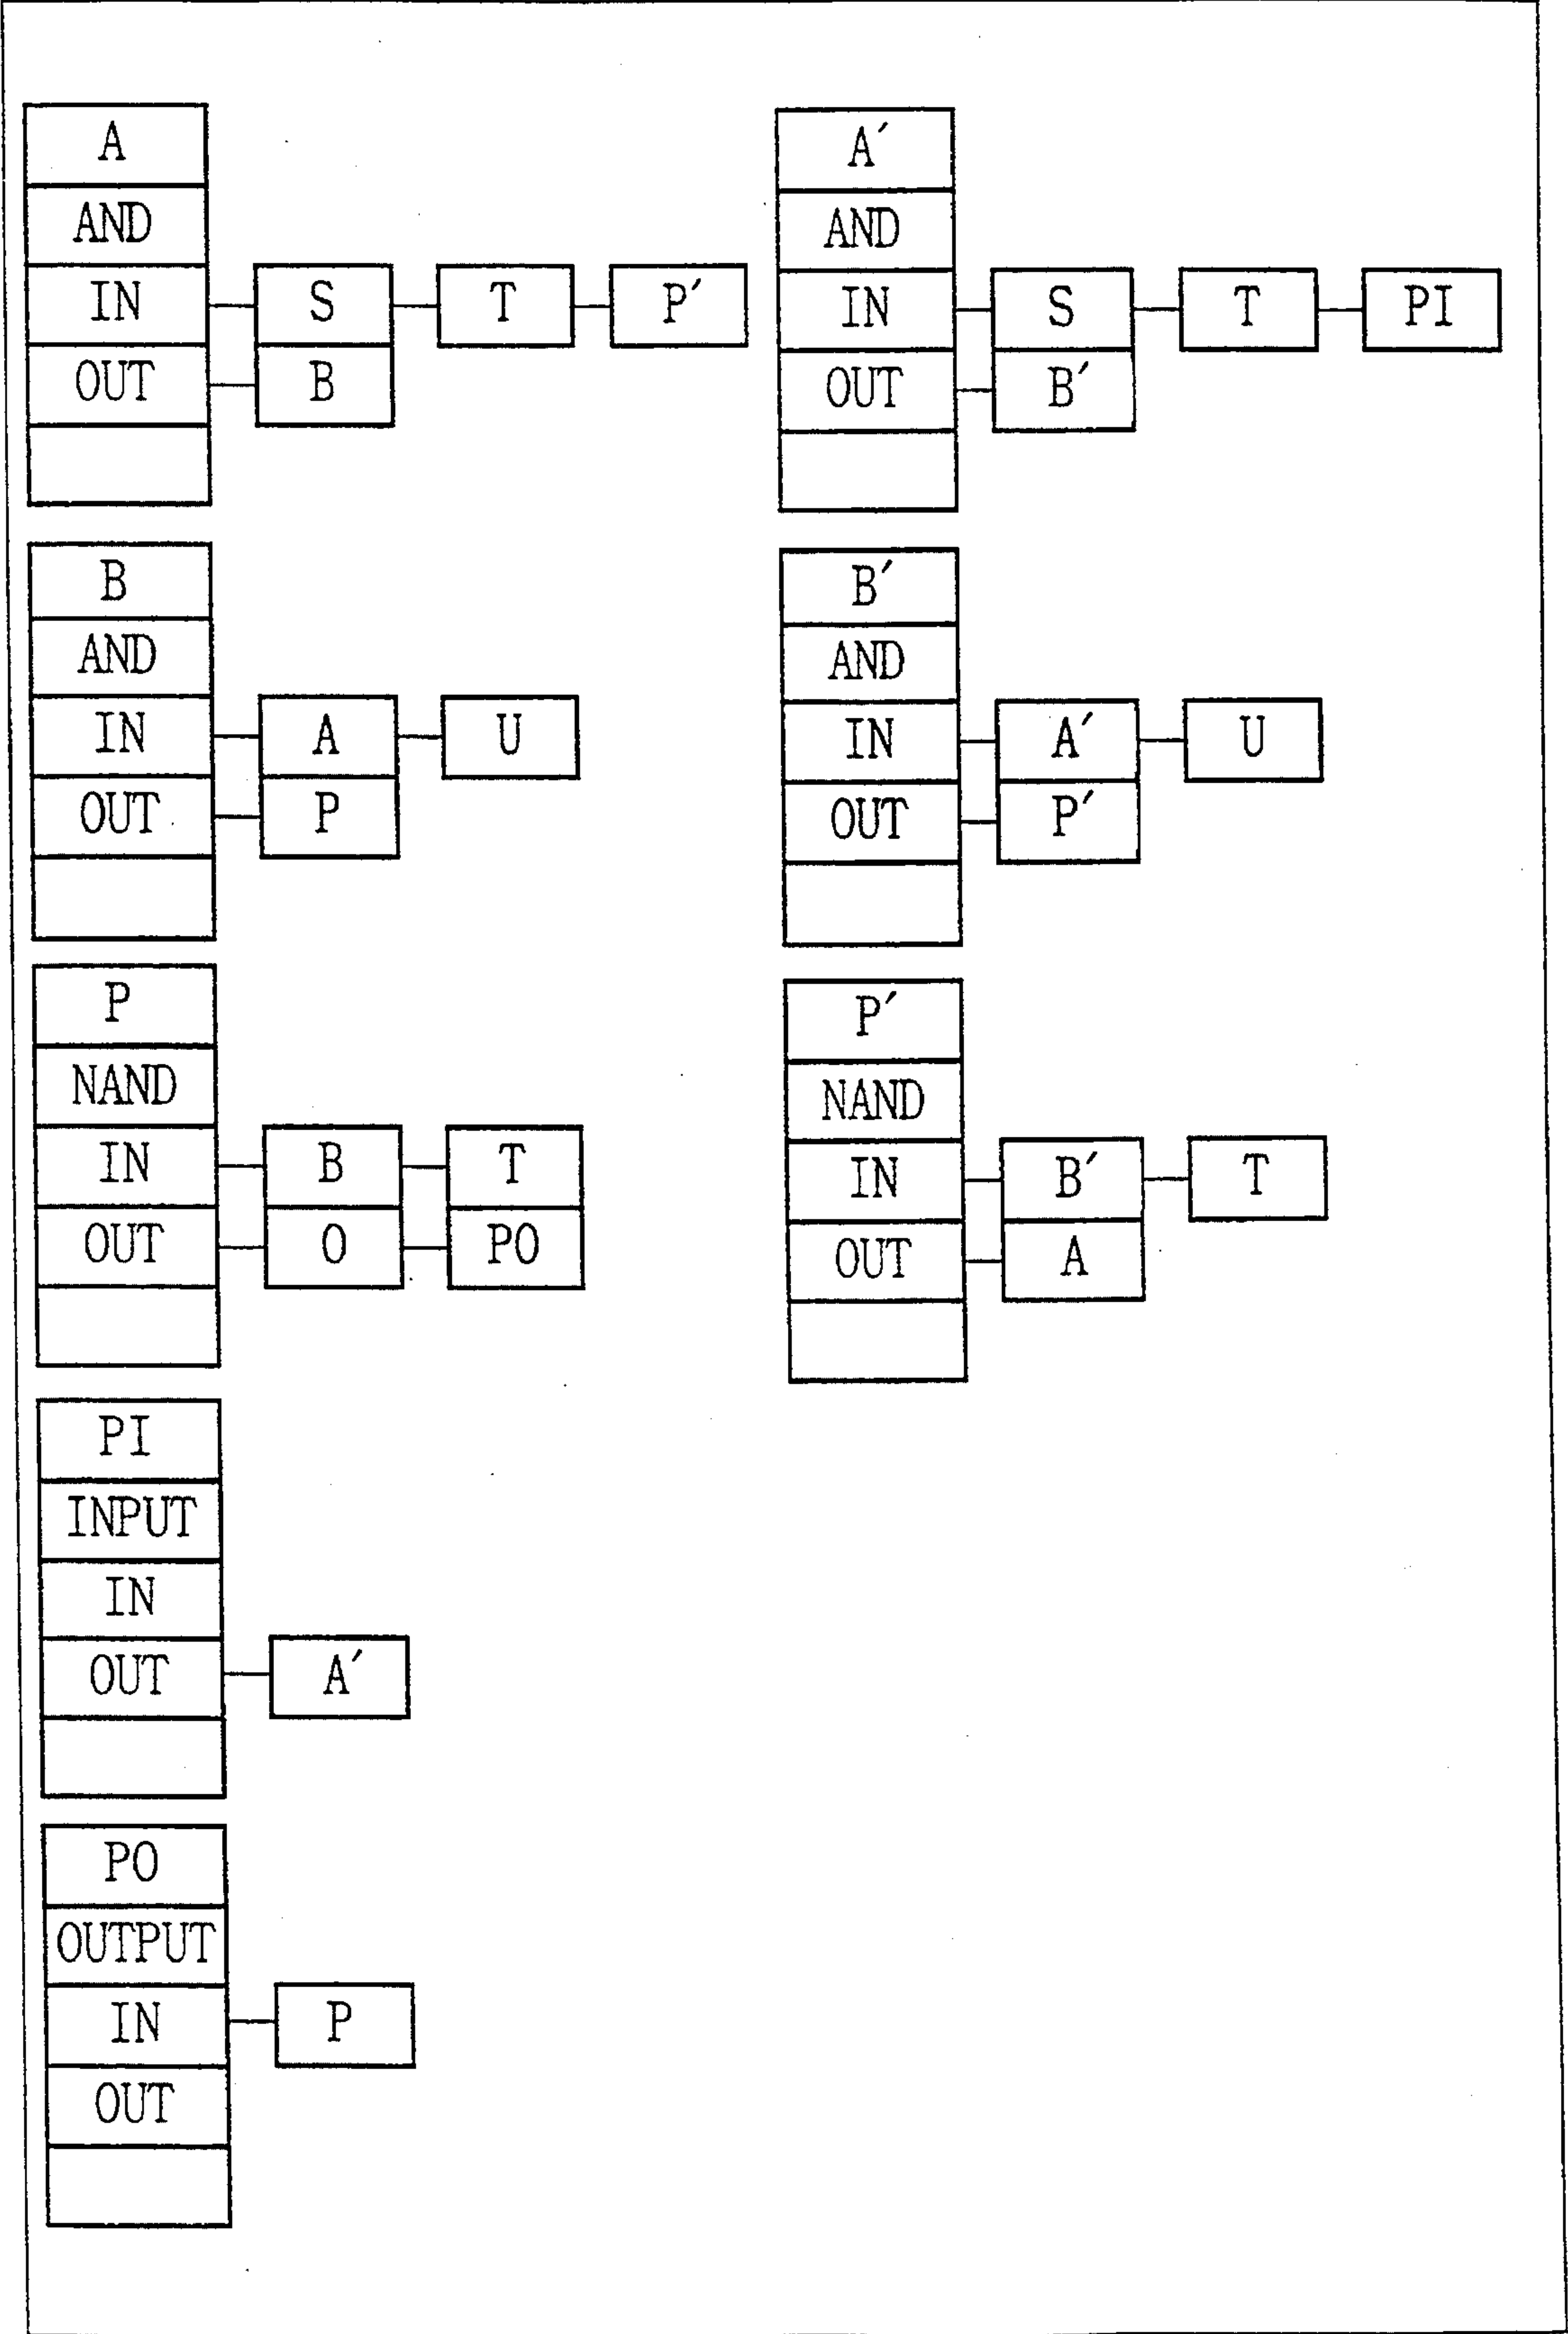 A
AND
IN S T P′
OUT B
B
AND
IN A U
OUT P
P
NAND
IN B T
OUT O PO
PI
INPUT
IN
OUT A′
PO
OUTPUT
IN P
OUT
A′
AND
IN S T PI
OUT B′
B′
AND
IN A′ U
OUT P′
P′
NAND
IN B′ T
OUT A